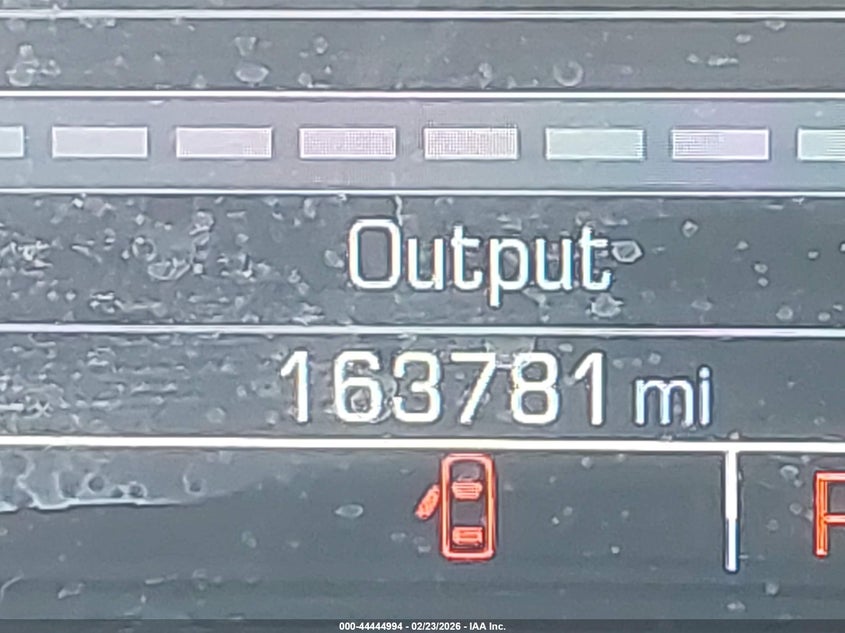 Output
163781 mi
000-44444994 - 02/23/2026 - IAA Inc.